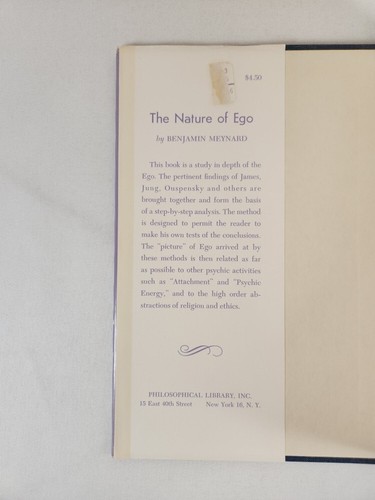 $4.50
The Nature of Ego
by BENJAMIN MEYNARD
This book is a study in depth of the
Ego. The pertinent findings of James,
Jung, Ouspensky and others are
brought together and form the basis
of a step-by-step analysis. The method
is designed to permit the reader to
make his own tests of the conclusions.
The "picture" of Ego arrived at by
these methods is then related as far
as possible to other psychic activities
such as "Attachment" and "Psychic
Energy," and to the high order ab-
stractions of religion and ethics.
PHILOSOPHICAL LIBRARY, INC.
15 East 40th Street New York 16, N. Y.